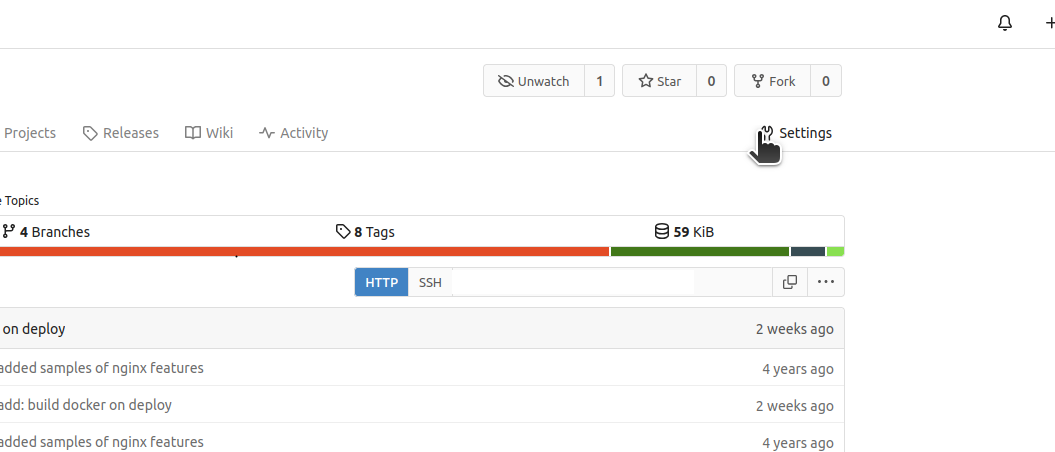 Unwatch 1 Star 0 Fork 0
Projects Releases Wiki Activity Settings
Topics
4 Branches 8 Tags 59 KiB
HTTP SSH
on deploy 2 weeks ago
added samples of nginx features 4 years ago
add: build docker on deploy 2 weeks ago
added samples of nginx features 4 years ago